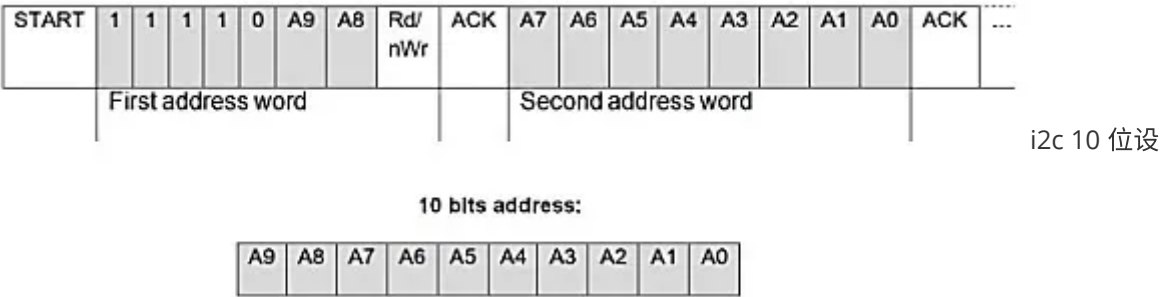 START 1 1 1 1 0 A9 A8 Rd/ nWr ACK A7 A6 A5 A4 A3 A2 A1 A0 ACK ...
First address word Second address word
i2c 10 位设
10 bits address:
A9 A8 A7 A6 A5 A4 A3 A2 A1 A0